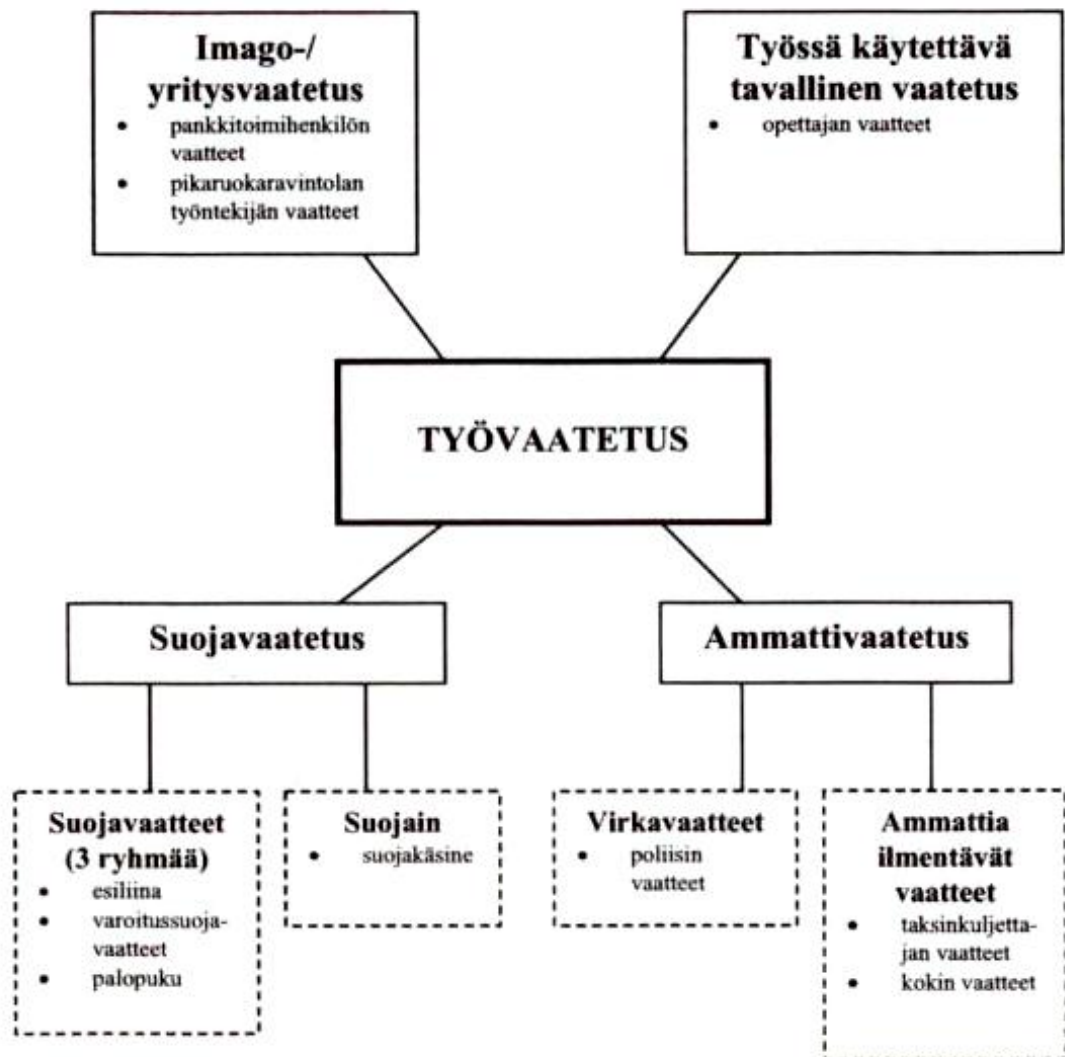 Imago-/
yritysvaatetus
• pankkitoimihenkilön
vaatteet
• pikaruokaravintolan
työntekijän vaatteet
Työssä käytettävä
tavallinen vaatetus
• opettajan vaatteet
TYÖVAATETUS
Suojavaatetus
Ammattivaatetus
Suojavaatteet
(3 ryhmää)
• esiliina
• varoitussuoja-
vaatteet
• palopuku
Suojain
• suojakäsine
Virkavaatteet
• poliisin
vaatteet
Ammattia
ilmentävät
vaatteet
• taksinkuljetta-
jan vaatteet
• kokin vaatteet